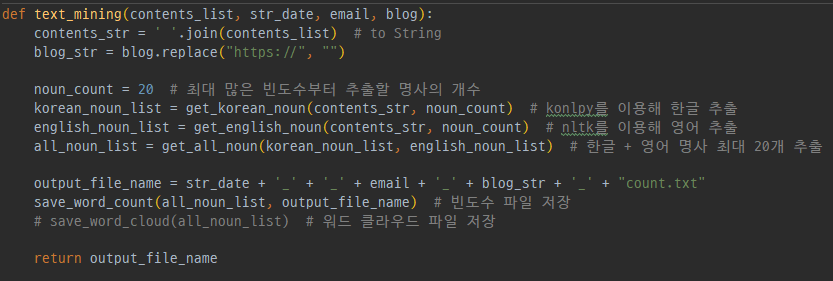 def text_mining(contents_list, str_date, email, blog):
    contents_str = ' '.join(contents_list)  # to String
    blog_str = blog.replace("https://", "")

    noun_count = 20  # 최대 많은 빈도수부터 추출할 명사의 개수
    korean_noun_list = get_korean_noun(contents_str, noun_count)  # konlpy를 이용해 한글 추출
    english_noun_list = get_english_noun(contents_str, noun_count)  # nltk를 이용해 영어 추출
    all_noun_list = get_all_noun(korean_noun_list, english_noun_list)  # 한글 + 영어 명사 최대 20개 추출

    output_file_name = str_date + '_' + '_' + email + '_' + blog_str + '_' + "count.txt"
    save_word_count(all_noun_list, output_file_name)  # 빈도수 파일 저장
    # save_word_cloud(all_noun_list)  # 워드 클라우드 파일 저장

    return output_file_name